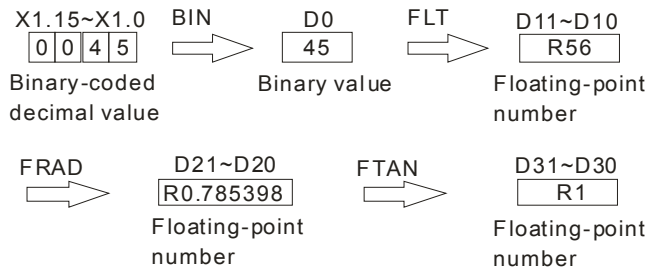 X1.15~X1.0 BIN D0 FLT D11~D10
0 0 4 5 45 R56
Binary-coded decimal value Binary value Floating-point number
FRAD D21~D20 FTAN D31~D30
R0.785398 R1
Floating-point number Floating-point number